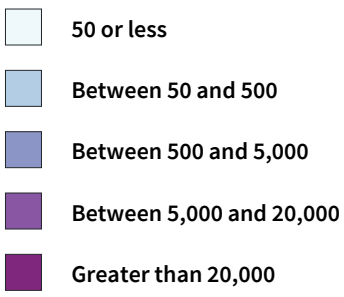 50 or less
Between 50 and 500
Between 500 and 5,000
Between 5,000 and 20,000
Greater than 20,000